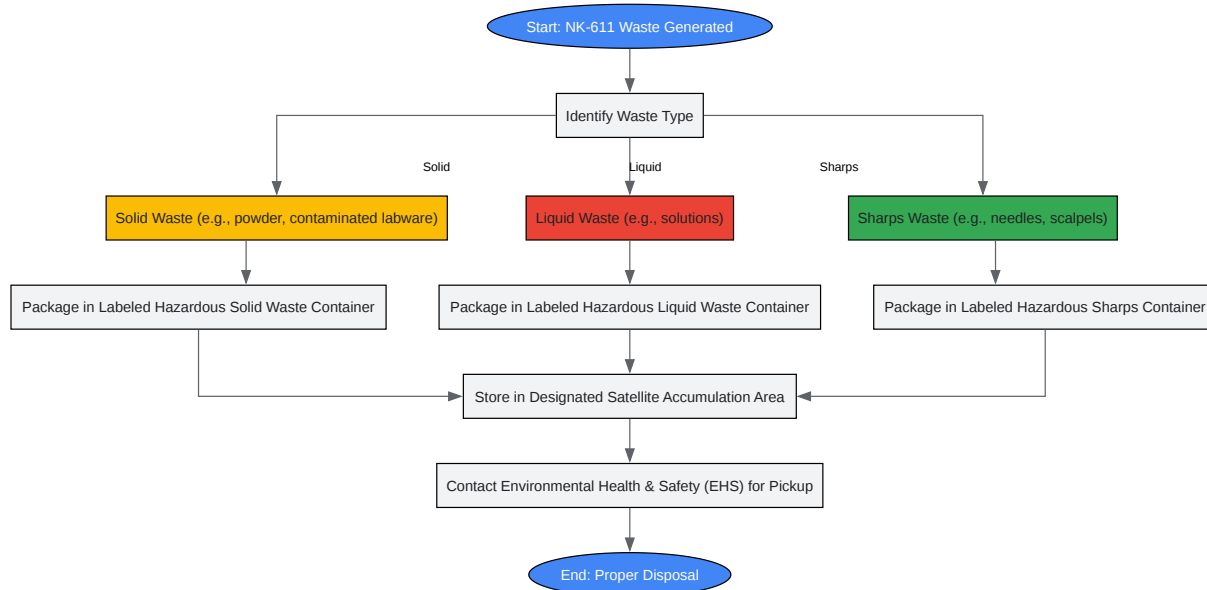 Start: NK-611 Waste Generated
Identify Waste Type
Solid
Liquid
Sharps
Solid Waste (e.g., powder, contaminated labware)
Liquid Waste (e.g., solutions)
Sharps Waste (e.g., needles, scalpels)
Package in Labeled Hazardous Solid Waste Container
Package in Labeled Hazardous Liquid Waste Container
Package in Labeled Hazardous Sharps Container
Store in Designated Satellite Accumulation Area
Contact Environmental Health & Safety (EHS) for Pickup
End: Proper Disposal